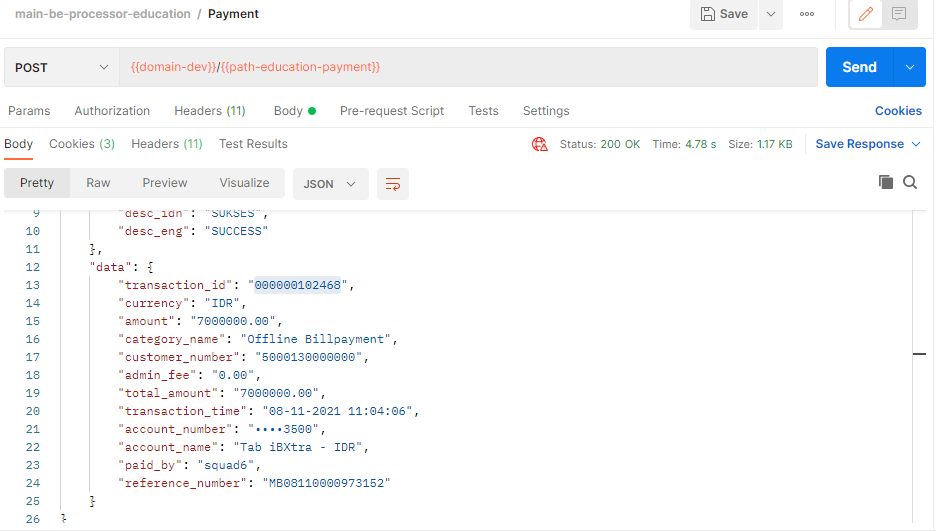 main-be-processor-education / Payment
Save
POST {{domain-dev}}/{{path-education-payment}} Send
Params Authorization Headers (11) Body Pre-request Script Tests Settings Cookies
Body Cookies (3) Headers (11) Test Results Status: 200 OK Time: 4.78 s Size: 1.17 KB Save Response
Pretty Raw Preview Visualize JSON
9 "desc_idn": "SUKSES",
10 "desc_eng": "SUCCESS"
11 },
12 "data": {
13 "transaction_id": "000000102468",
14 "currency": "IDR",
15 "amount": "7000000.00",
16 "category_name": "Offline Billpayment",
17 "customer_number": "5000130000000",
18 "admin_fee": "0.00",
19 "total_amount": "7000000.00",
20 "transaction_time": "08-11-2021 11:04:06",
21 "account_number": "••••3500",
22 "account_name": "Tab iBXtra - IDR",
23 "paid_by": "squad6",
24 "reference_number": "MB08110000973152"
25 }
26 }